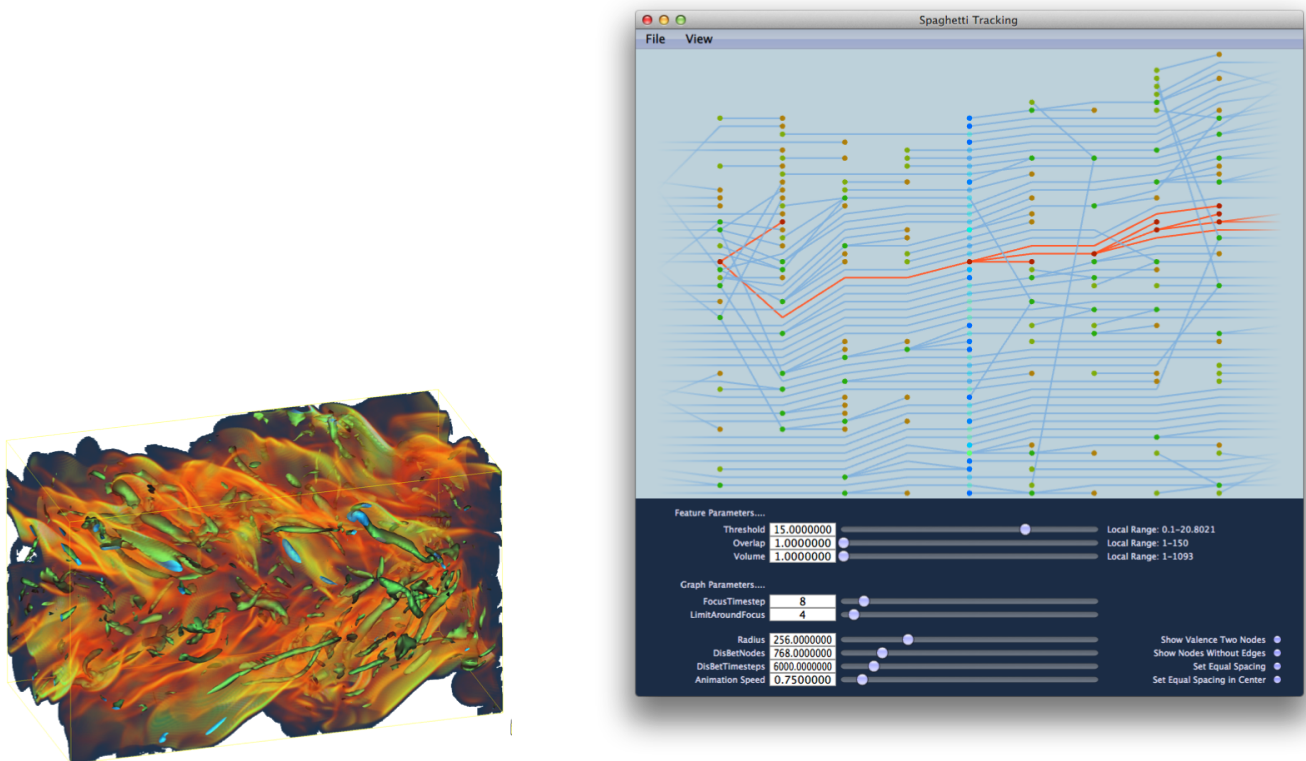 Spaghetti Tracking
File View
Feature Parameters....
Threshold 15.0000000 Local Range: 0.1-20.8021
Overlap 1.0000000 Local Range: 1-150
Volume 1.0000000 Local Range: 1-1093
Graph Parameters....
FocusTimestep 8
LimitAroundFocus 4
Radius 256.0000000 Show Valence Two Nodes
DisBetNodes 768.0000000 Show Nodes Without Edges
DisBetTimesteps 6000.0000000 Set Equal Spacing
Animation Speed 0.7500000 Set Equal Spacing in Center